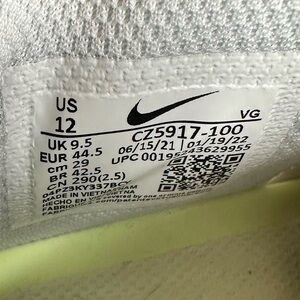 US
12
VG
CZ5917-100
UK 9.5
06/15/21 01/19/22
EUR 44.5
UPC 00195243629955
cm 29
BR 42.5
CN 290(2.5)
MADE IN VIETNAM